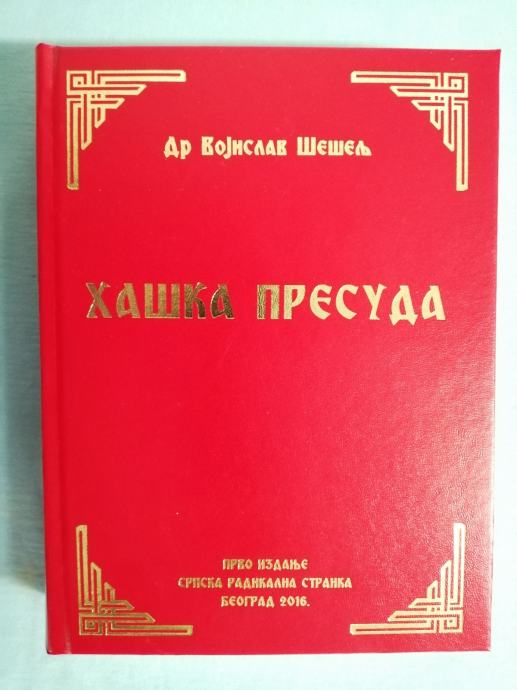 Др Војислав Шешељ
ХАШКА ПРЕСУДА
ПРВО ИЗДАЊЕ
СРПСКА РАДИКАЛНА СТРАНКА
БЕОГРАД 2016.